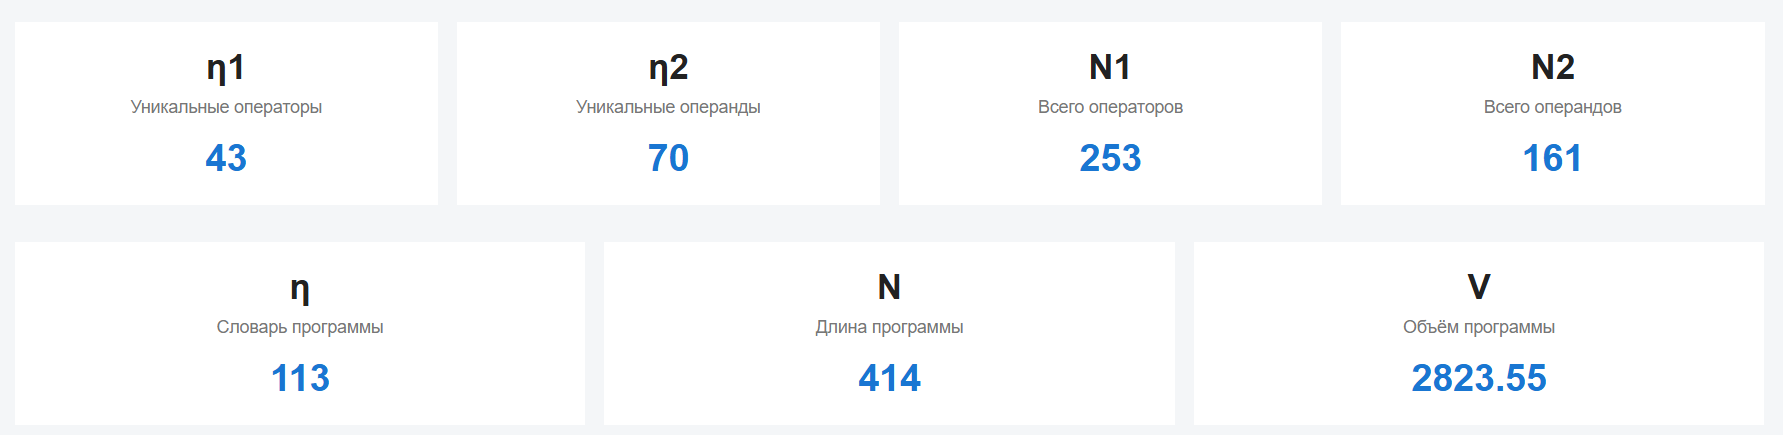 η1
Уникальные операторы
43
η2
Уникальные операнды
70
N1
Всего операторов
253
N2
Всего операндов
161
η
Словарь программы
113
N
Длина программы
414
V
Объём программы
2823.55